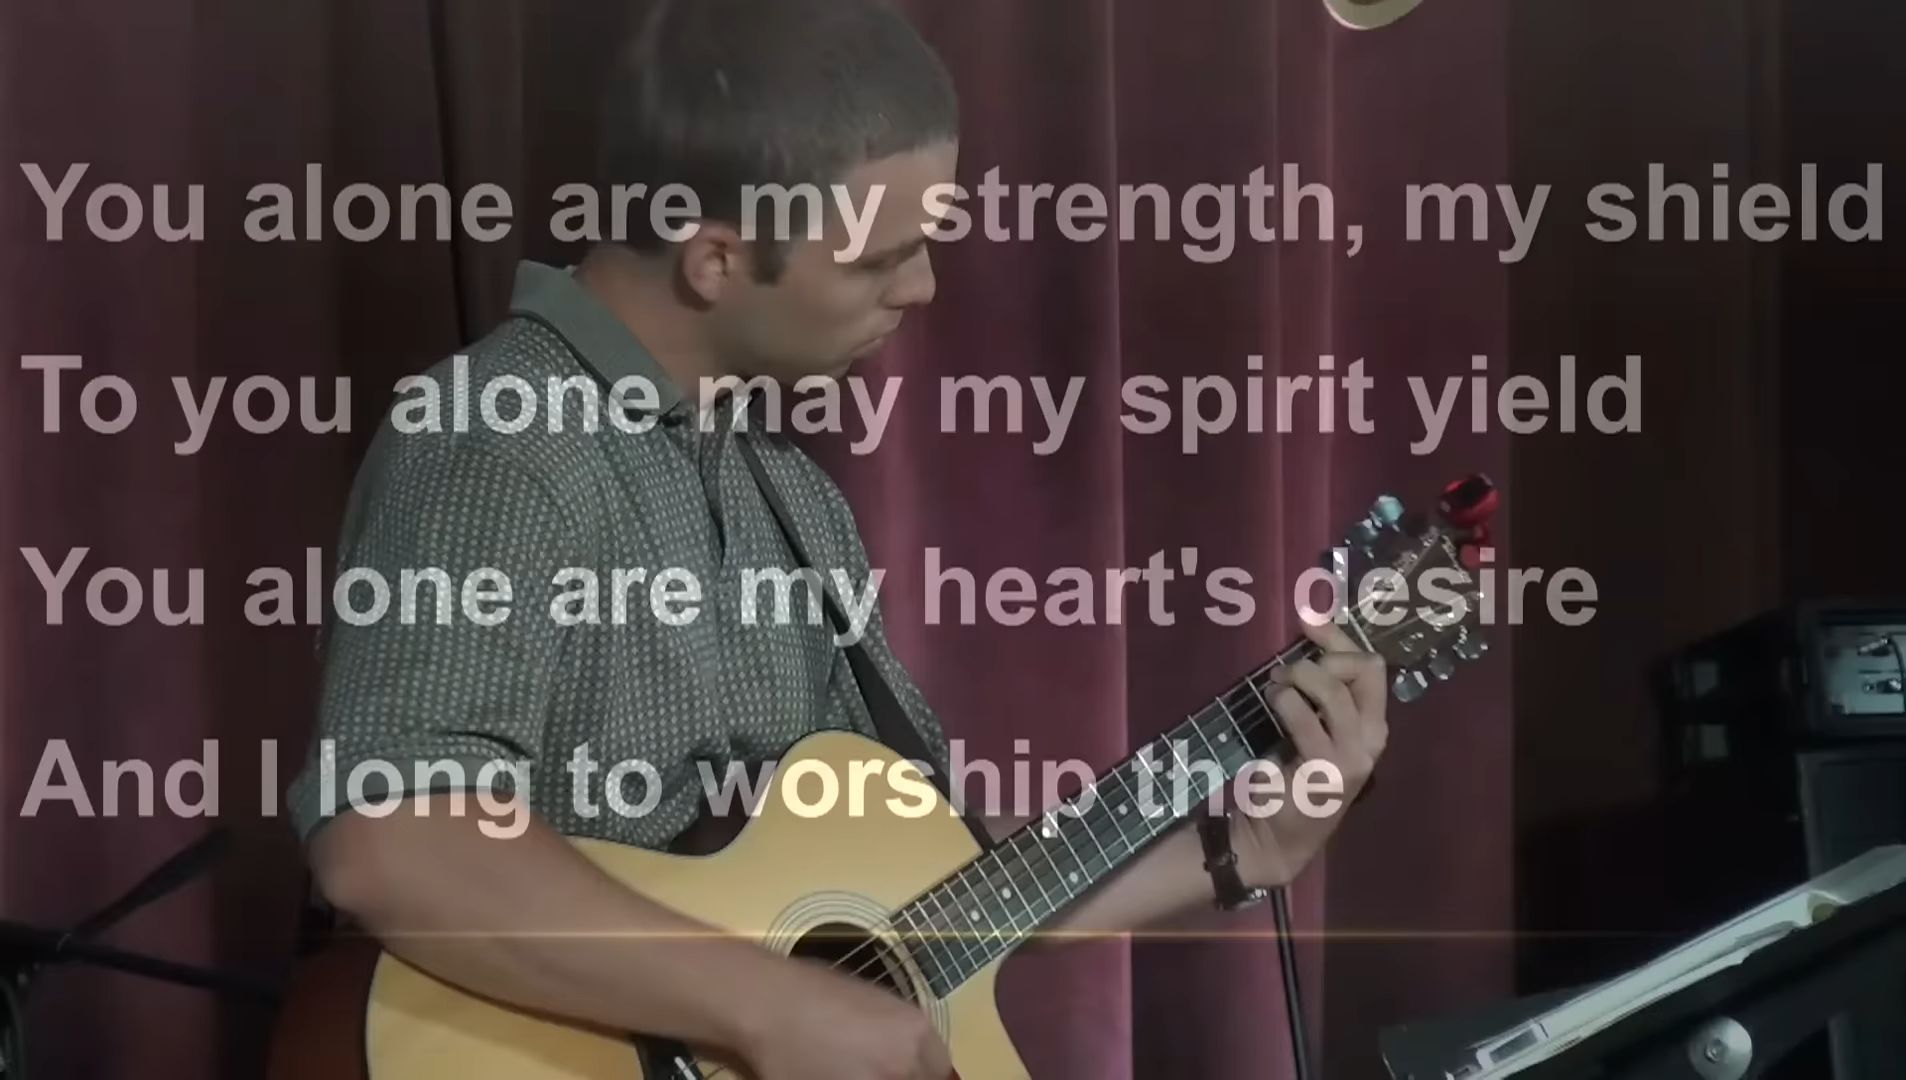 You alone are my strength, my shield
To you alone may my spirit yield
You alone are my heart's desire
And I long to worship thee